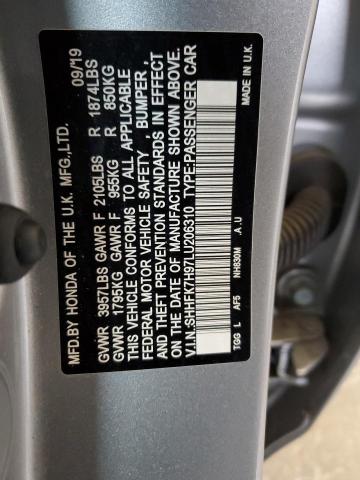 MFD.BY HONDA OF THE U.K. MFG.,LTD. 09/19
GVWR 3957LBS GAWR F 2105LBS R 1874LBS
GVWR 1795KG GAWR F 955KG R 850KG
THIS VEHICLE CONFORMS TO ALL APPLICABLE
FEDERAL MOTOR VEHICLE SAFETY , BUMPER ,
AND THEFT PREVENTION STANDARDS IN EFFECT
ON THE DATE OF MANUFACTURE SHOWN ABOVE.
V.I.N.:SHHFK7H97LU206310 TYPE:PASSENGER CAR
TGG L AF5 NH830M .A.U MADE IN U.K.